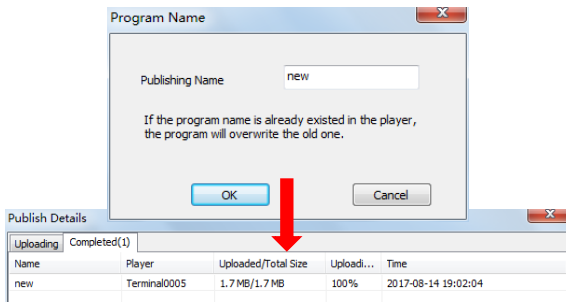 Program Name
Publishing Name
new
If the program name is already existed in the player,
the program will overwrite the old one.
OK
Cancel
Publish Details
Uploading
Completed(1)
Name
Player
Uploaded/Total Size
Uploadi...
Time
new
Terminal0005
1.7 MB/1.7 MB
100%
2017-08-14 19:02:04